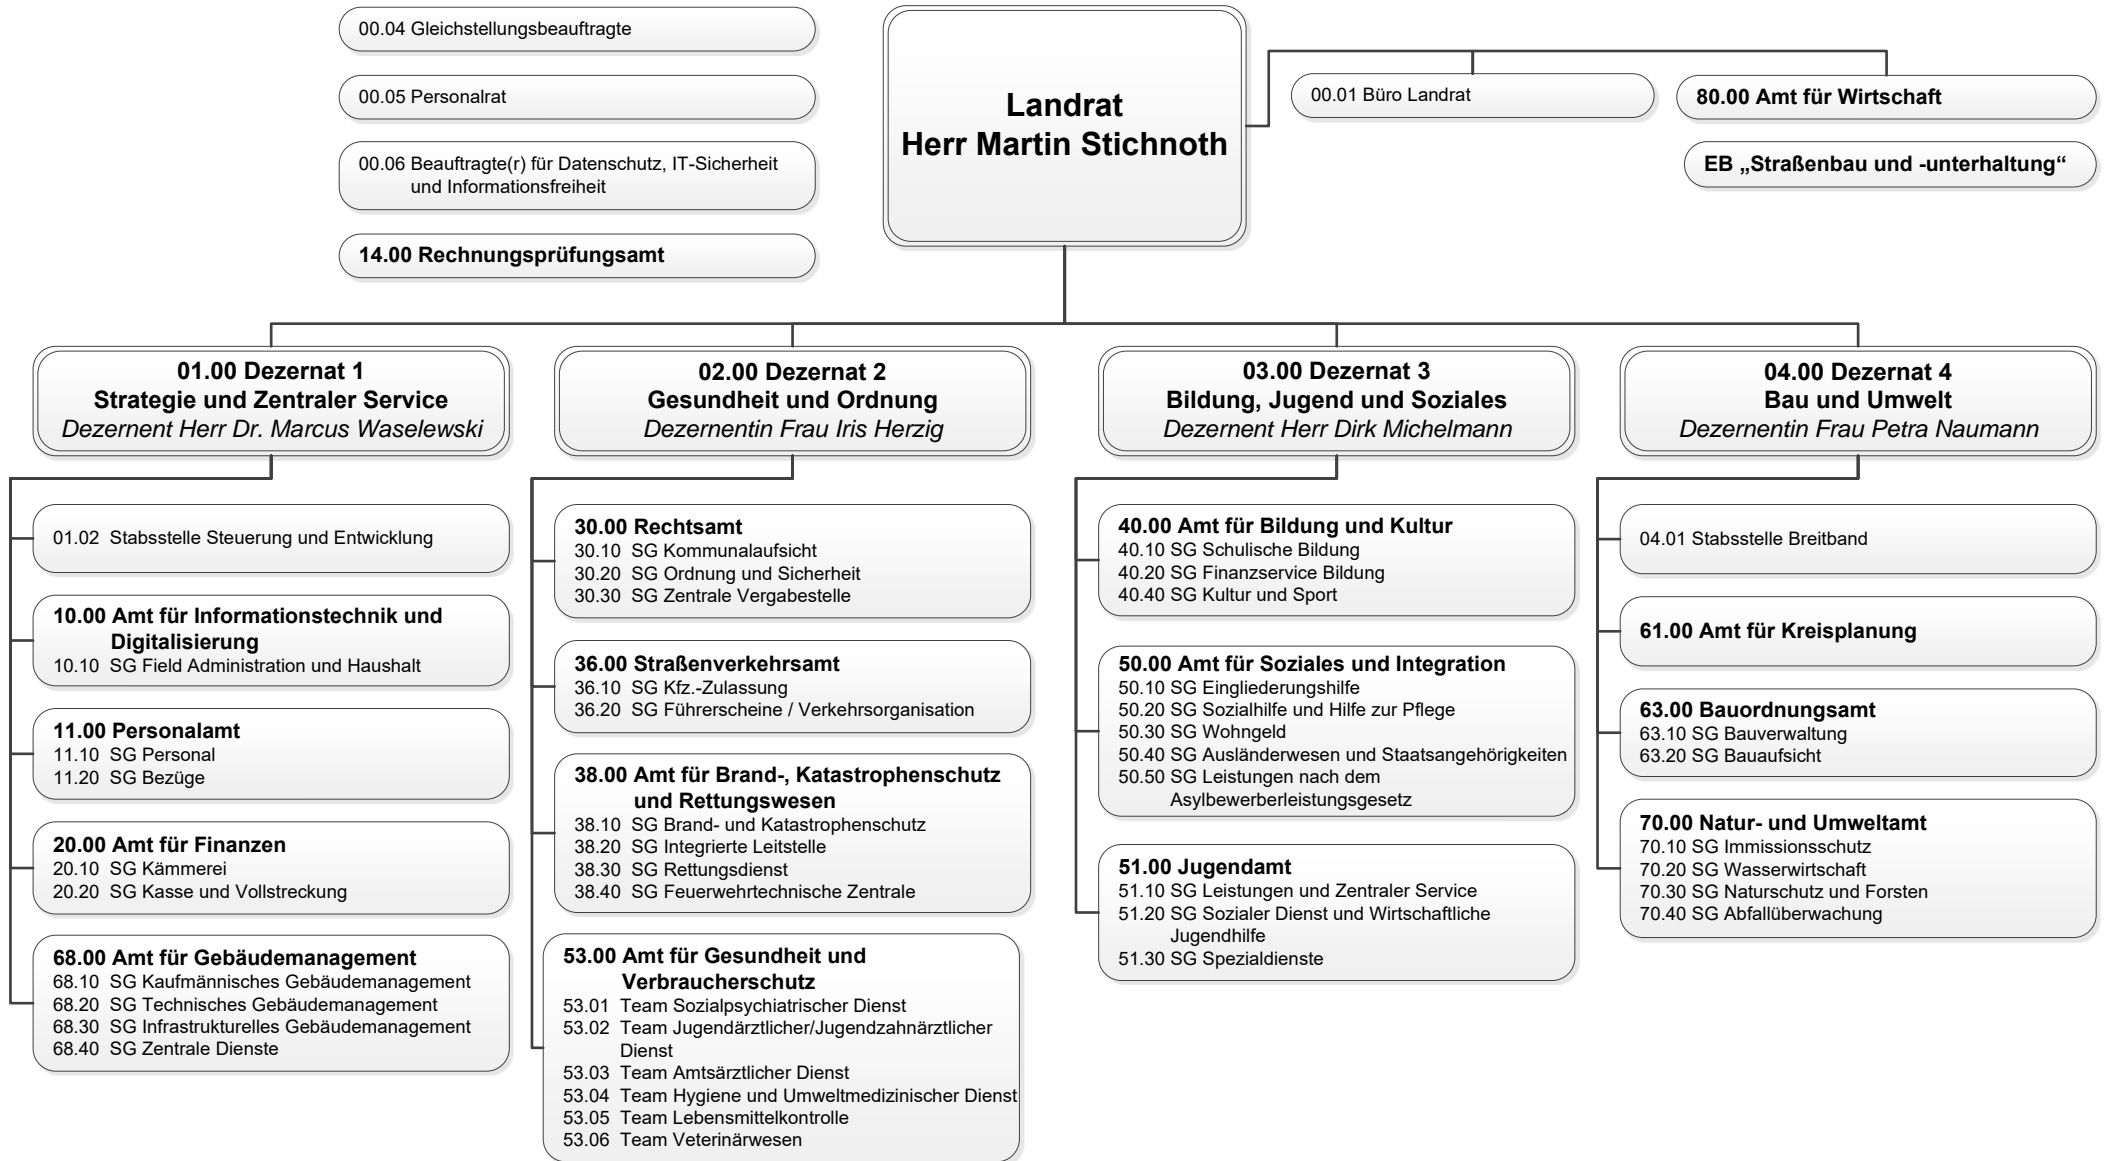 00.04 Gleichstellungsbeauftragte
00.05 Personalrat
00.06 Beauftragte(r) für Datenschutz, IT-Sicherheit
und Informationsfreiheit
14.00 Rechnungsprüfungsamt
Landrat
Herr Martin Stichnoth
00.01 Büro Landrat
80.00 Amt für Wirtschaft
EB „Straßenbau und -unterhaltung“
01.00 Dezernat 1
Strategie und Zentraler Service
Dezernent Herr Dr. Marcus Waselewski
01.02 Stabsstelle Steuerung und Entwicklung
10.00 Amt für Informationstechnik und
Digitalisierung
10.10 SG Field Administration und Haushalt
11.00 Personalamt
11.10 SG Personal
11.20 SG Bezüge
20.00 Amt für Finanzen
20.10 SG Kämmerei
20.20 SG Kasse und Vollstreckung
68.00 Amt für Gebäudemanagement
68.10 SG Kaufmännisches Gebäudemanagement
68.20 SG Technisches Gebäudemanagement
68.30 SG Infrastrukturelles Gebäudemanagement
68.40 SG Zentrale Dienste
02.00 Dezernat 2
Gesundheit und Ordnung
Dezernentin Frau Iris Herzig
30.00 Rechtsamt
30.10 SG Kommunalaufsicht
30.20 SG Ordnung und Sicherheit
30.30 SG Zentrale Vergabestelle
36.00 Straßenverkehrsamt
36.10 SG Kfz.-Zulassung
36.20 SG Führerscheine / Verkehrsorganisation
38.00 Amt für Brand-, Katastrophenschutz
und Rettungswesen
38.10 SG Brand- und Katastrophenschutz
38.20 SG Integrierte Leitstelle
38.30 SG Rettungsdienst
38.40 SG Feuerwehrtechnische Zentrale
53.00 Amt für Gesundheit und
Verbraucherschutz
53.01 Team Sozialpsychiatrischer Dienst
53.02 Team Jugendärztlicher/Jugendzahnärztlicher
Dienst
53.03 Team Amtsärztlicher Dienst
53.04 Team Hygiene und Umweltmedizinischer Dienst
53.05 Team Lebensmittelkontrolle
53.06 Team Veterinärwesen
03.00 Dezernat 3
Bildung, Jugend und Soziales
Dezernent Herr Dirk Michelmann
40.00 Amt für Bildung und Kultur
40.10 SG Schulische Bildung
40.20 SG Finanzservice Bildung
40.40 SG Kultur und Sport
50.00 Amt für Soziales und Integration
50.10 SG Eingliederungshilfe
50.20 SG Sozialhilfe und Hilfe zur Pflege
50.30 SG Wohngeld
50.40 SG Ausländerwesen und Staatsangehörigkeiten
50.50 SG Leistungen nach dem
Asylbewerberleistungsgesetz
51.00 Jugendamt
51.10 SG Leistungen und Zentraler Service
51.20 SG Sozialer Dienst und Wirtschaftliche
Jugendhilfe
51.30 SG Spezialdienste
04.00 Dezernat 4
Bau und Umwelt
Dezernentin Frau Petra Naumann
04.01 Stabsstelle Breitband
61.00 Amt für Kreisplanung
63.00 Bauordnungsamt
63.10 SG Bauverwaltung
63.20 SG Bauaufsicht
70.00 Natur- und Umweltamt
70.10 SG Immissionsschutz
70.20 SG Wasserwirtschaft
70.30 SG Naturschutz und Forsten
70.40 SG Abfallüberwachung